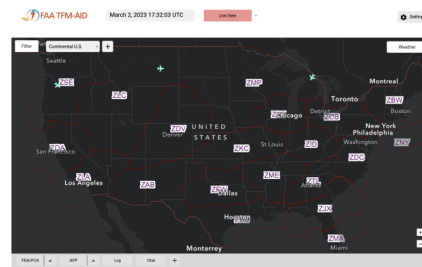 FAA TFM-AID
March 2, 2023 17:32:03 UTC
Live View
Settings
Filter
Continental U.S.
+
Weather
Seattle
ZSE
ZLC
ZMP
Montreal
Toronto
ZBW
Boston
Chicago
Detroit
ZOB
New York
Philadelphia
ZNY
ZDV
UNITED
STATES
Denver
ZOA
San Francisco
ZKC
St Louis
ZID
Washington
ZDC
ZLA
Los Angeles
ZAB
Dallas
ZME
ZTL
Atlanta
Houston
ZJX
Monterrey
ZMA
Miami
+
−
FEA/FCA
APP
Log
Chat
+